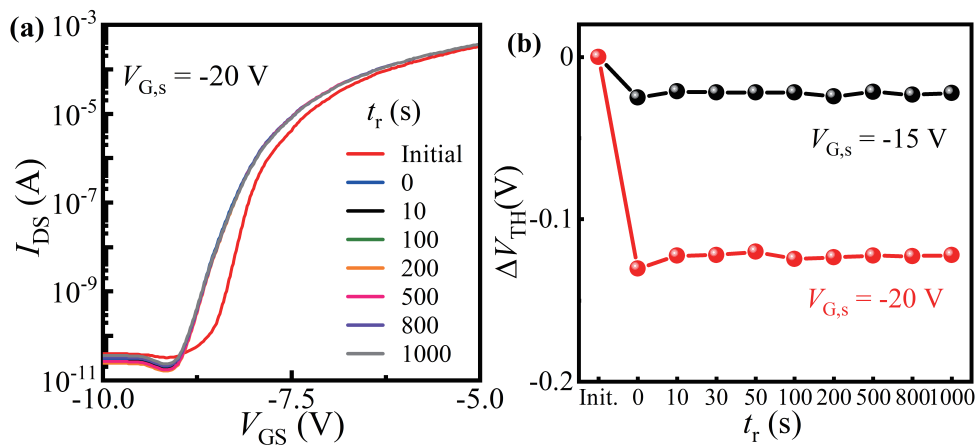 (a)
10⁻³
10⁻⁵
10⁻⁷
10⁻⁹
10⁻¹¹
I_DS (A)
V_G,s = -20 V
t_r (s)
Initial
0
10
100
200
500
800
1000
-10.0 -7.5 -5.0
V_GS (V)
(b)
0
-0.1
-0.2
ΔV_TH(V)
V_G,s = -15 V
V_G,s = -20 V
Init. 0 10 30 50 100 200 500 800 1000
t_r (s)